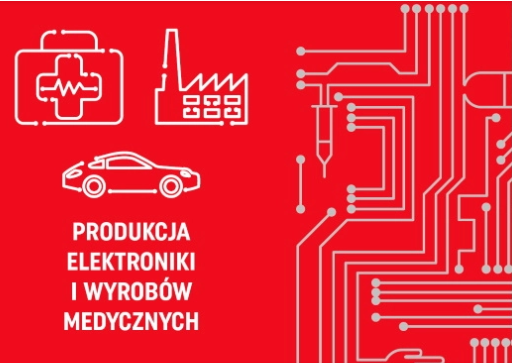 PRODUKCJA
ELEKTRONIKI
I WYROBÓW
MEDYCZNYCH